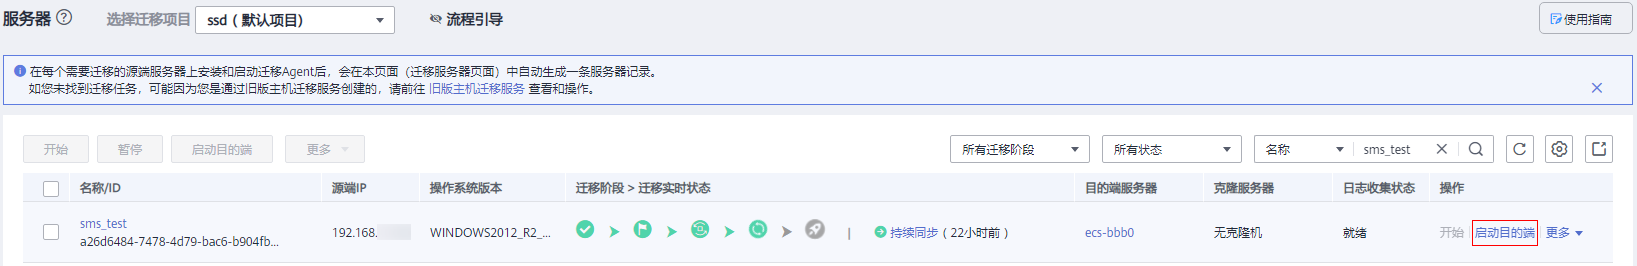 服务器 ? 选择迁移项目 ssd（默认项目） 流程引导 使用指南
在每个需要迁移的源端服务器上安装和启动迁移Agent后，会在本页面（迁移服务器页面）中自动生成一条服务器记录。
如您未找到迁移任务，可能因为您是通过旧版主机迁移服务创建的，请前往 旧版主机迁移服务 查看和操作。
开始 暂停 启动目的端 更多 所有迁移阶段 所有状态 名称 sms_test
名称/ID 源端IP 操作系统版本 迁移阶段 > 迁移实时状态 目的端服务器 克隆服务器 日志收集状态 操作
sms_test
192.168. WINDOWS2012_R2_... | 持续同步（22小时前） ecs-bbb0 无克隆机 就绪 开始 启动目的端 更多
a26d6484-7478-4d79-bac6-b904fb...